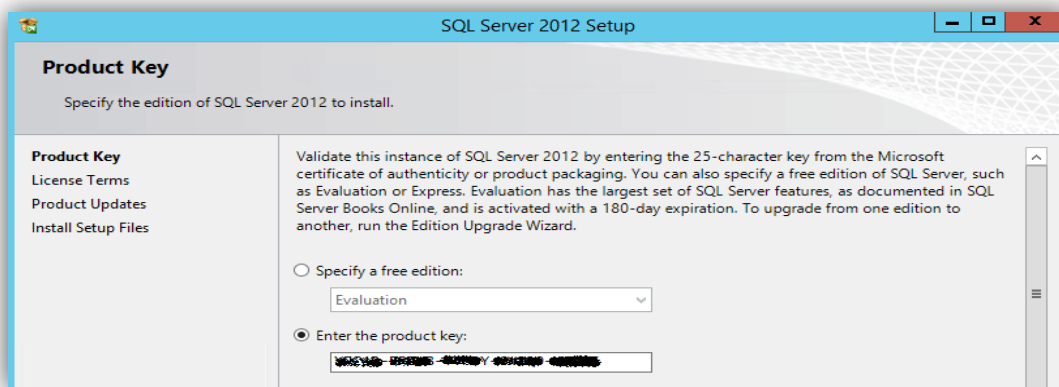 SQL Server 2012 Setup
Product Key
Specify the edition of SQL Server 2012 to install.
Product Key
License Terms
Product Updates
Install Setup Files
Validate this instance of SQL Server 2012 by entering the 25-character key from the Microsoft
certificate of authenticity or product packaging. You can also specify a free edition of SQL Server, such
as Evaluation or Express. Evaluation has the largest set of SQL Server features, as documented in SQL
Server Books Online, and is activated with a 180-day expiration. To upgrade from one edition to
another, run the Edition Upgrade Wizard.
Specify a free edition:
Evaluation
Enter the product key: